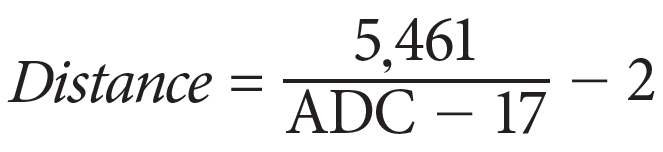 Distance = 5,461 / ADC − 17 − 2